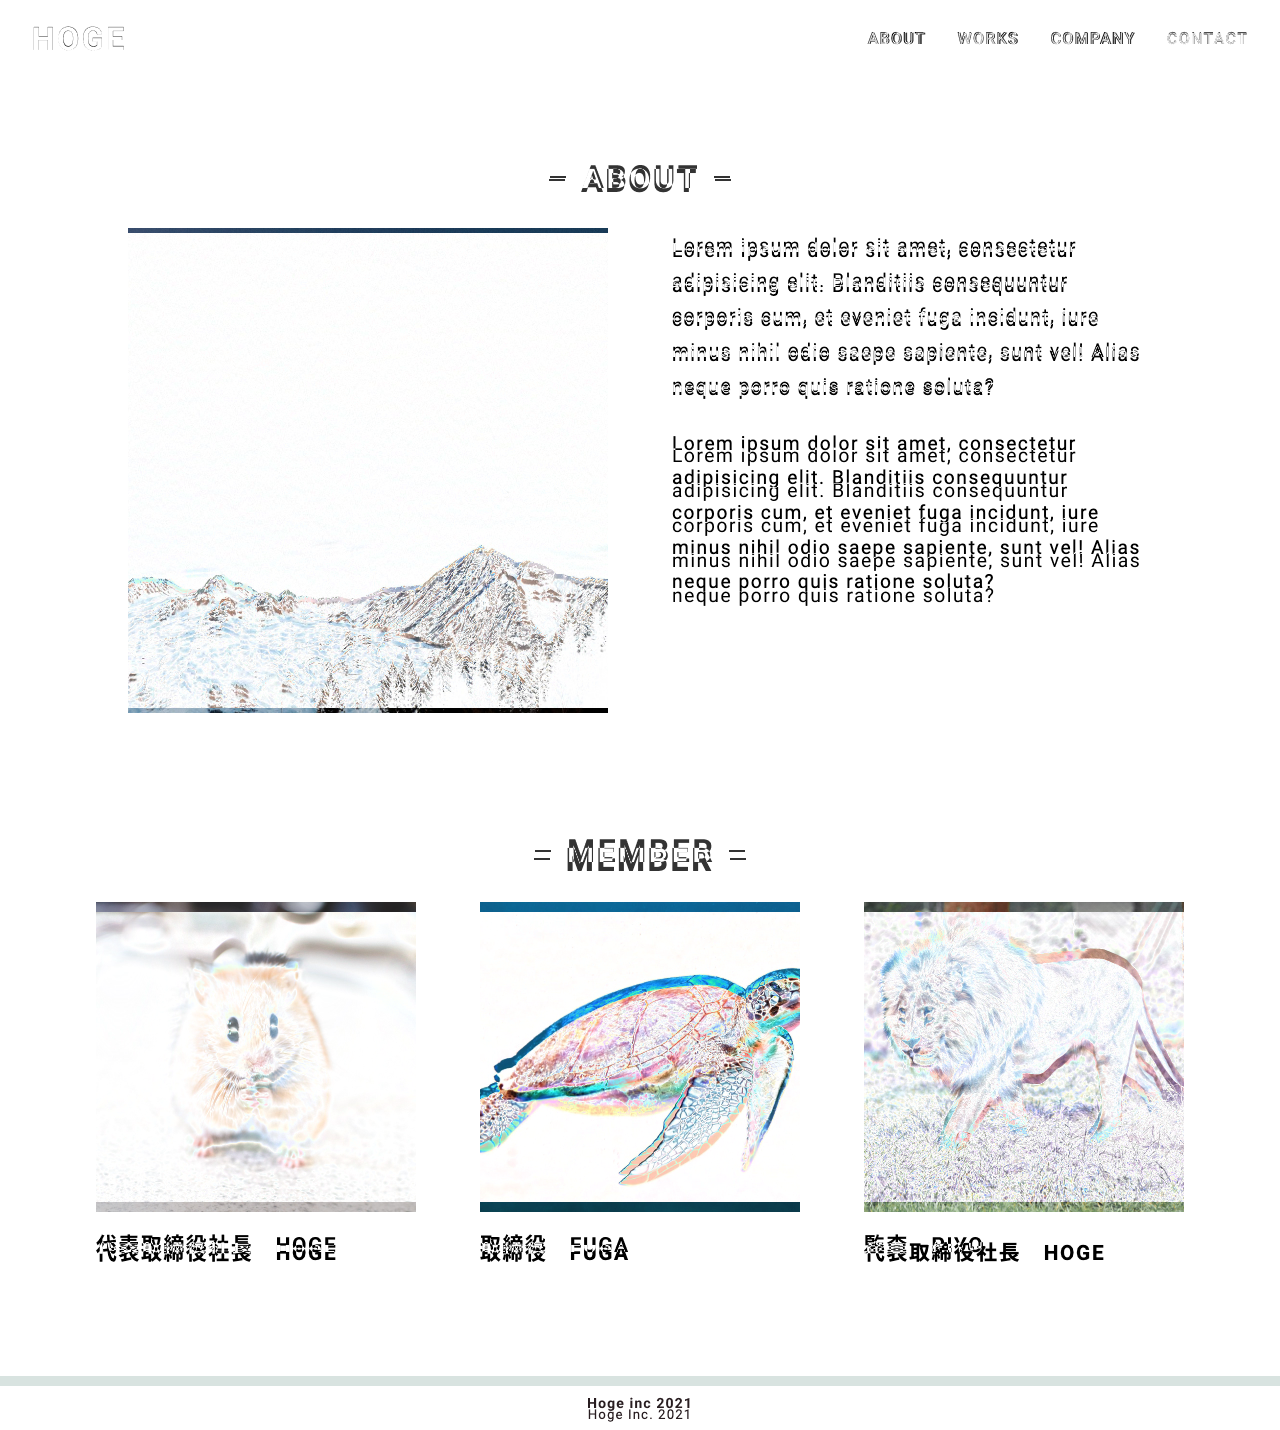 HOGE
ABOUT WORKS COMPANY CONTACT
- ABOUT -
Lorem ipsum dolor sit amet, consectetur
adipisicing elit. Blanditiis consequuntur
corporis cum, et eveniet fuga incidunt, iure
minus nihil odio saepe sapiente, sunt vel! Alias
neque porro quis ratione soluta?
Lorem ipsum dolor sit amet, consectetur
Lorem ipsum dolor sit amet, consectetur
adipisicing elit. Blanditiis consequuntur
adipisicing elit. Blanditiis consequuntur
corporis cum, et eveniet fuga incidunt, iure
corporis cum, et eveniet fuga incidunt, iure
minus nihil odio saepe sapiente, sunt vel! Alias
minus nihil odio saepe sapiente, sunt vel! Alias
neque porro quis ratione soluta?
neque porro quis ratione soluta?
= MEMBER =
代表取締役社長 HOGE
取締役 FUGA
監査 PIYO
代表取締役社長 HOGE
Hoge inc 2021
Hoge Inc. 2021